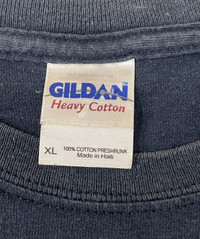 GILDAN
Heavy Cotton
XL 100% COTTON PRESHRUNK
Made in Haiti